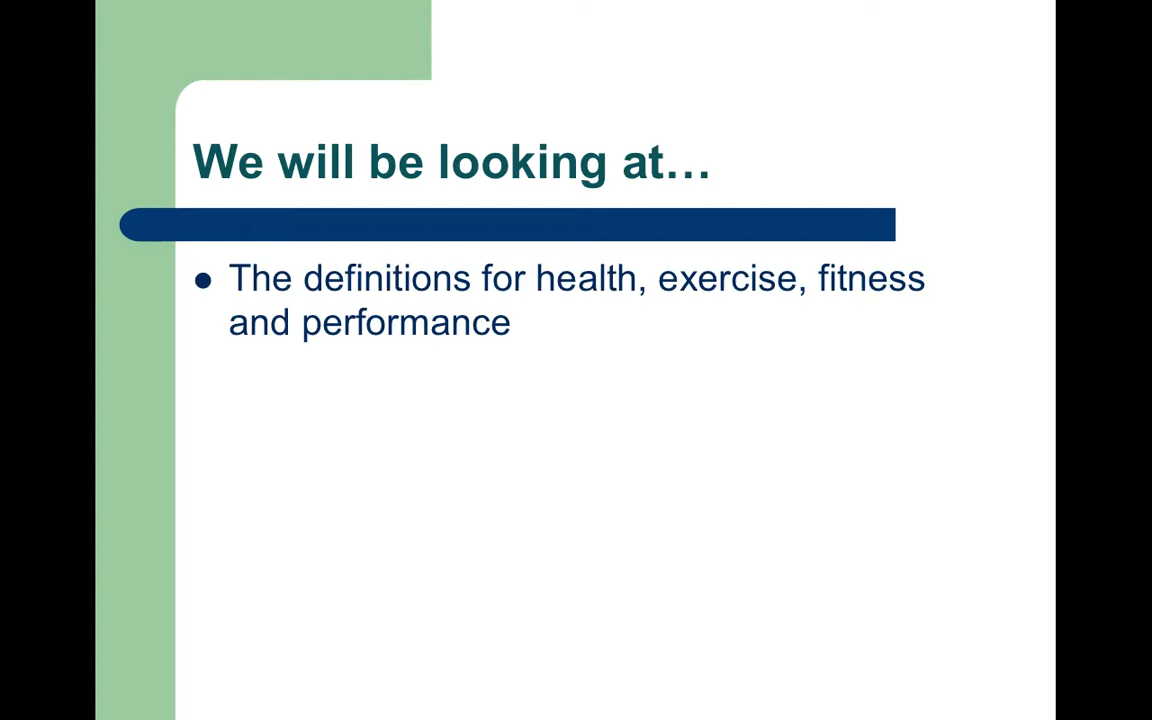 We will be looking at…
● The definitions for health, exercise, fitness
and performance